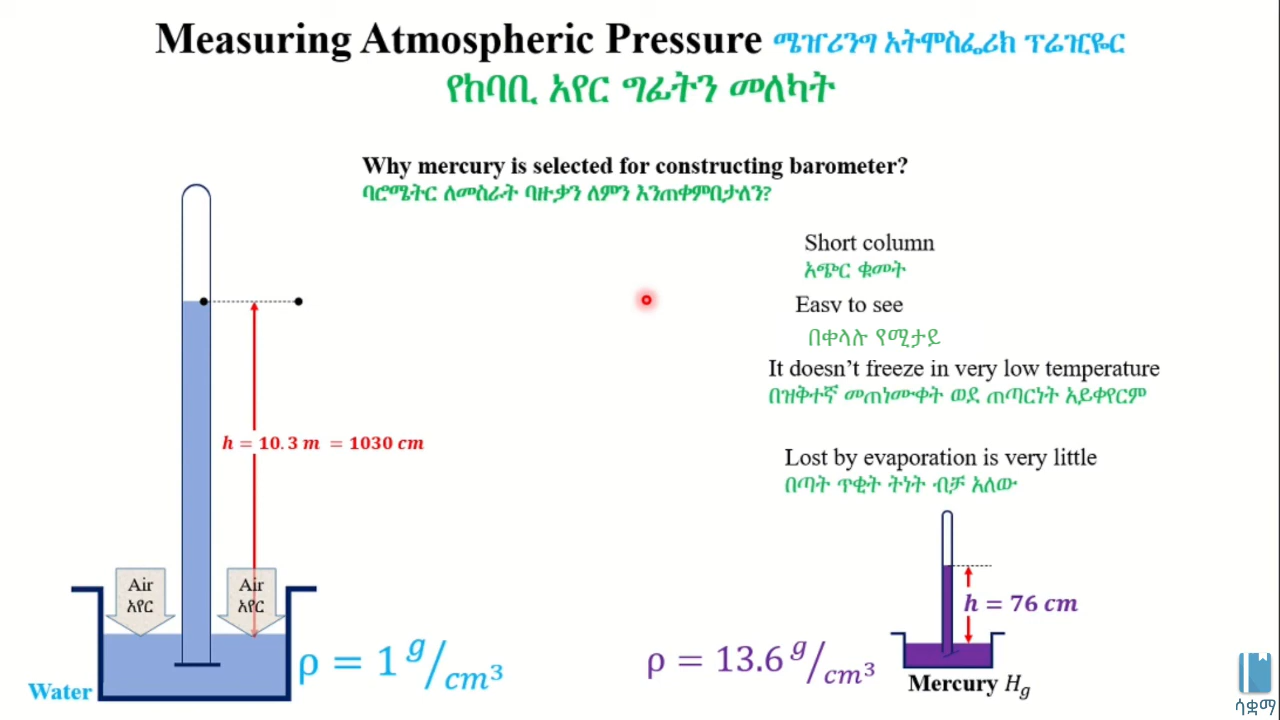 Measuring Atmospheric Pressure ሜዠሪንግ አትሞስፌሪክ ፕሬዠርዬር
የከባቢ አየር ግፊትን መለካት
Why mercury is selected for constructing barometer?
ባሮሜትር ለመስራት ባዙቃን ለምን እንጠቀምበታለን?
Short column
አጭር ቁመት
Easy to see
በቀላሉ የሚታይ
It doesn’t freeze in very low temperature
በዝቅተኛ መጠነሙቀት ወደ ጠጣርነት አይቀየርም
Lost by evaporation is very little
በጣት ጥቂት ትነት ብቻ አለው
h = 10.3 m = 1030 cm
Air
አየር
Air
አየር
h = 76 cm
ρ = 1 g/cm³
ρ = 13.6 g/cm³
Water
Mercury Hg
ሳቋማ